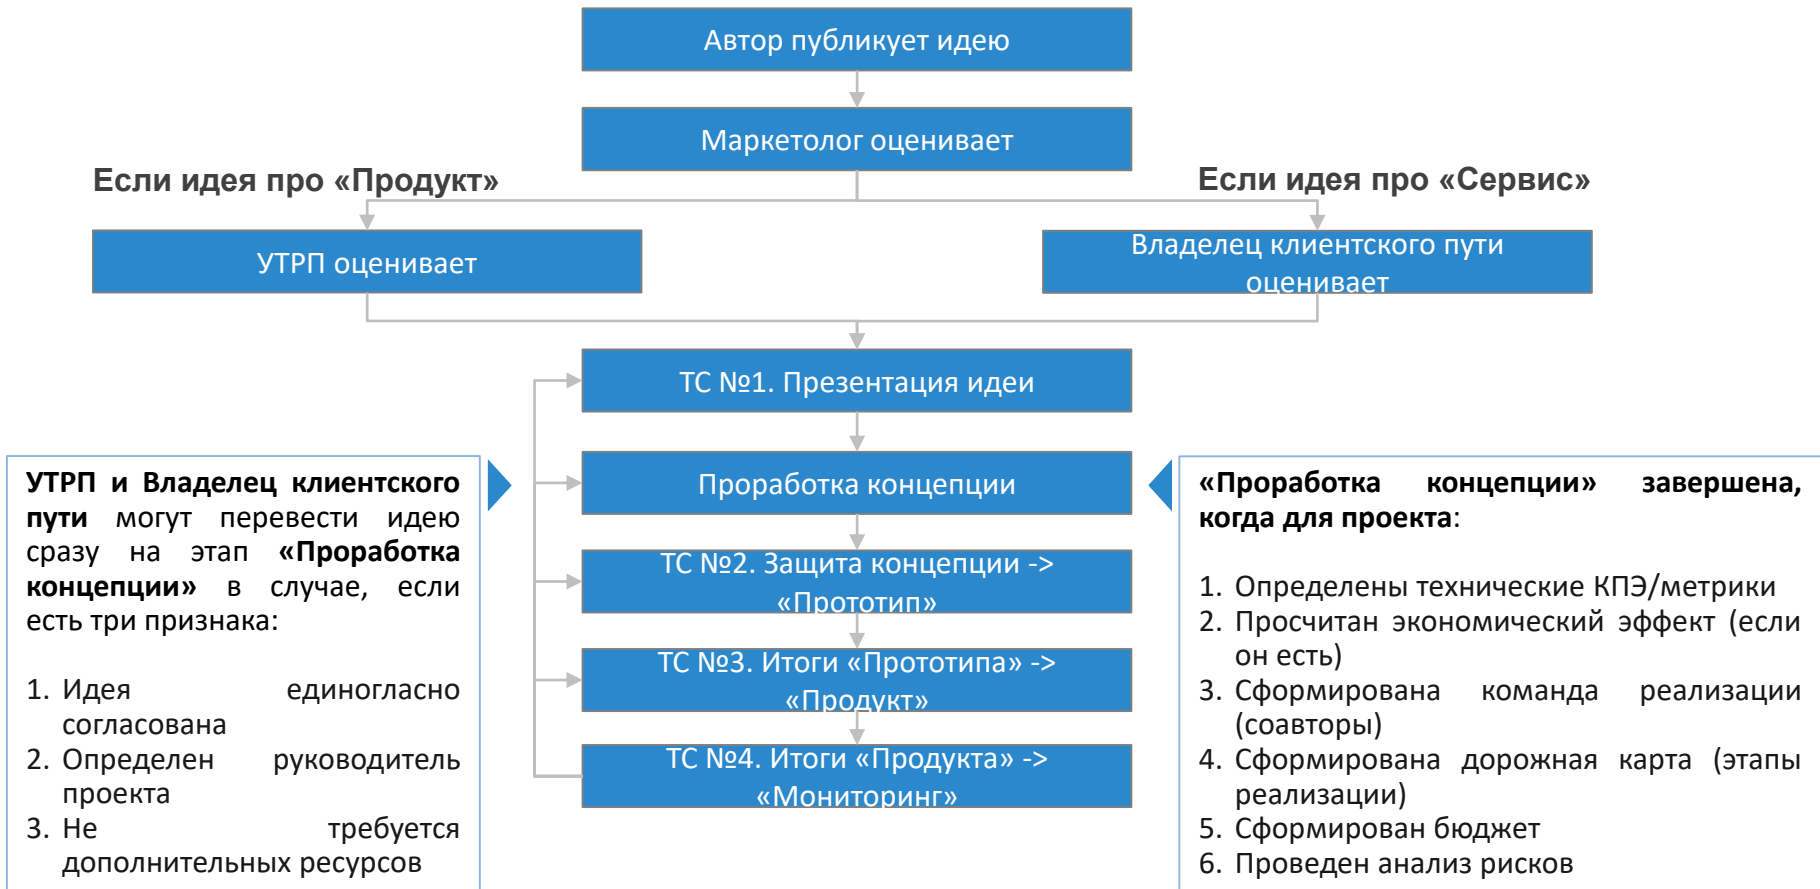 Автор публикует идею
Маркетолог оценивает
Если идея про «Продукт»
Если идея про «Сервис»
УТРП оценивает
Владелец клиентского пути
оценивает
ТС №1. Презентация идеи
Проработка концепции
ТС №2. Защита концепции ->
«Прототип»
ТС №3. Итоги «Прототипа» ->
«Продукт»
ТС №4. Итоги «Продукта» ->
«Мониторинг»
УТРП и Владелец клиентского
пути могут перевести идею
сразу на этап «Проработка
концепции» в случае, если
есть три признака:
1. Идея единогласно
согласована
2. Определен руководитель
проекта
3. Не требуется
дополнительных ресурсов
«Проработка концепции» завершена,
когда для проекта:
1. Определены технические КПЭ/метрики
2. Просчитан экономический эффект (если
он есть)
3. Сформирована команда реализации
(соавторы)
4. Сформирована дорожная карта (этапы
реализации)
5. Сформирован бюджет
6. Проведен анализ рисков